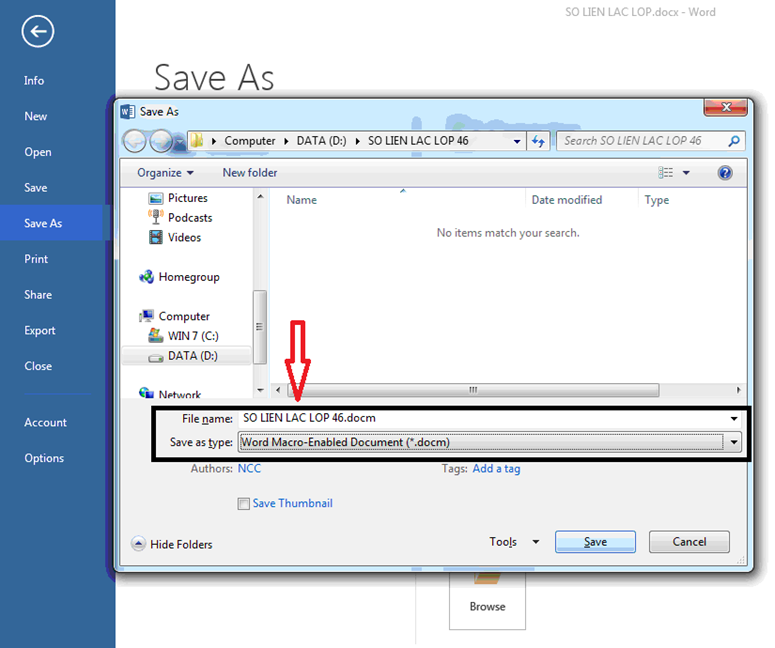 SO LIEN LAC LOP.docx - Word
Info
New
Open
Save
Save As
Print
Share
Export
Close
Account
Options
Save As
Save As
Computer DATA (D:) SO LIEN LAC LOP 46
Search SO LIEN LAC LOP 46
Organize New folder
Pictures
Podcasts
Videos
Homegroup
Computer
WIN 7 (C:)
DATA (D:)
Network
Name Date modified Type
No items match your search.
File name: SO LIEN LAC LOP 46.docm
Save as type: Word Macro-Enabled Document (*.docm)
Authors: NCC Tags: Add a tag
Save Thumbnail
Hide Folders Tools Save Cancel
Browse